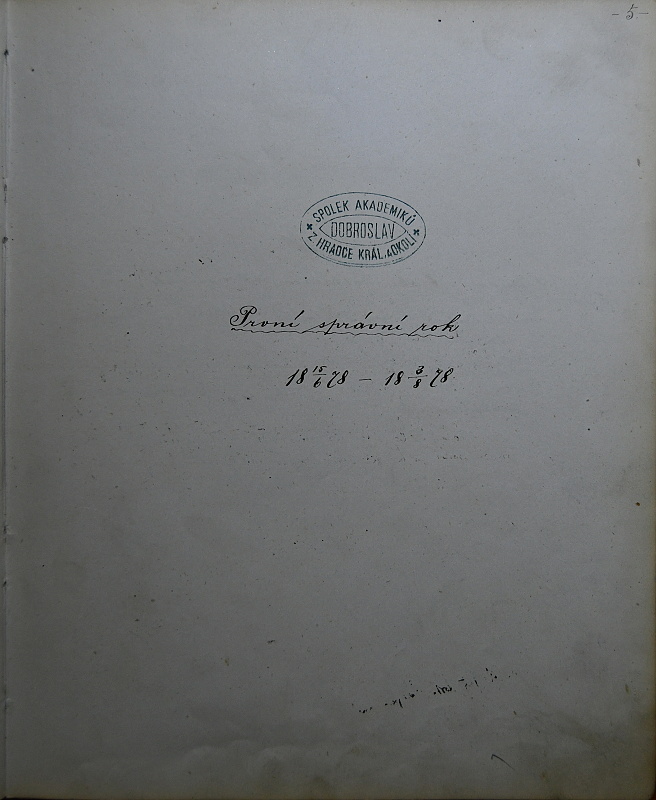 – 5 –
SPOLEK AKADEMIKŮ
DOBROSLAV
Z HRADCE KRÁL. a OKOLÍ
První správní rok
18 15/6 78 – 18 3/8 78